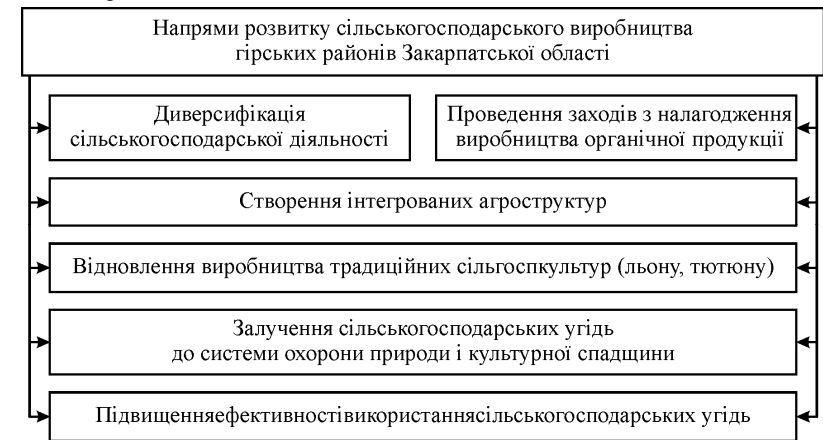 Напрями розвитку сільськогосподарського виробництва
гірських районів Закарпатської області
Диверсифікація
сільськогосподарської діяльності
Проведення заходів з налагодження
виробництва органічної продукції
Створення інтегрованих агроструктур
Відновлення виробництва традиційних сільгоспкультур (льону, тютюну)
Залучення сільськогосподарських угідь
до системи охорони природи і культурної спадщини
Підвищенняефективностівикористаннясільськогосподарських угідь